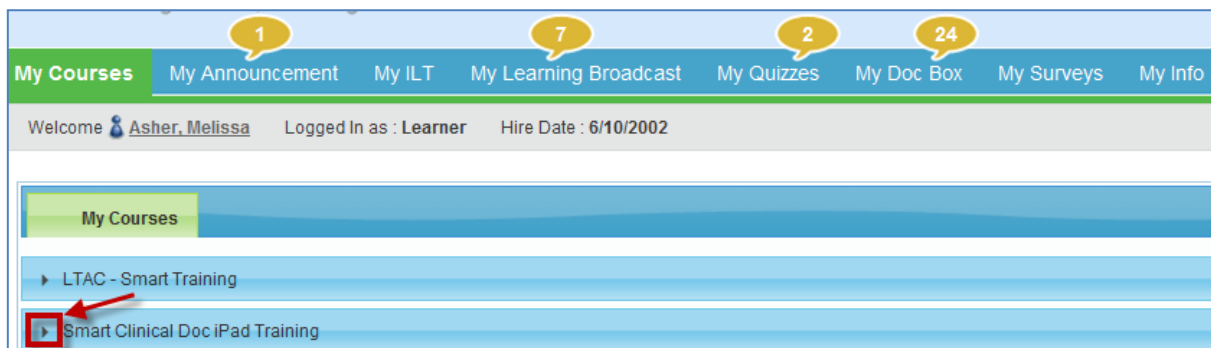 1 7 2 24
My Courses My Announcement My ILT My Learning Broadcast My Quizzes My Doc Box My Surveys My Info
Welcome Asher, Melissa Logged In as : Learner Hire Date : 6/10/2002
My Courses
LTAC - Smart Training
Smart Clinical Doc iPad Training